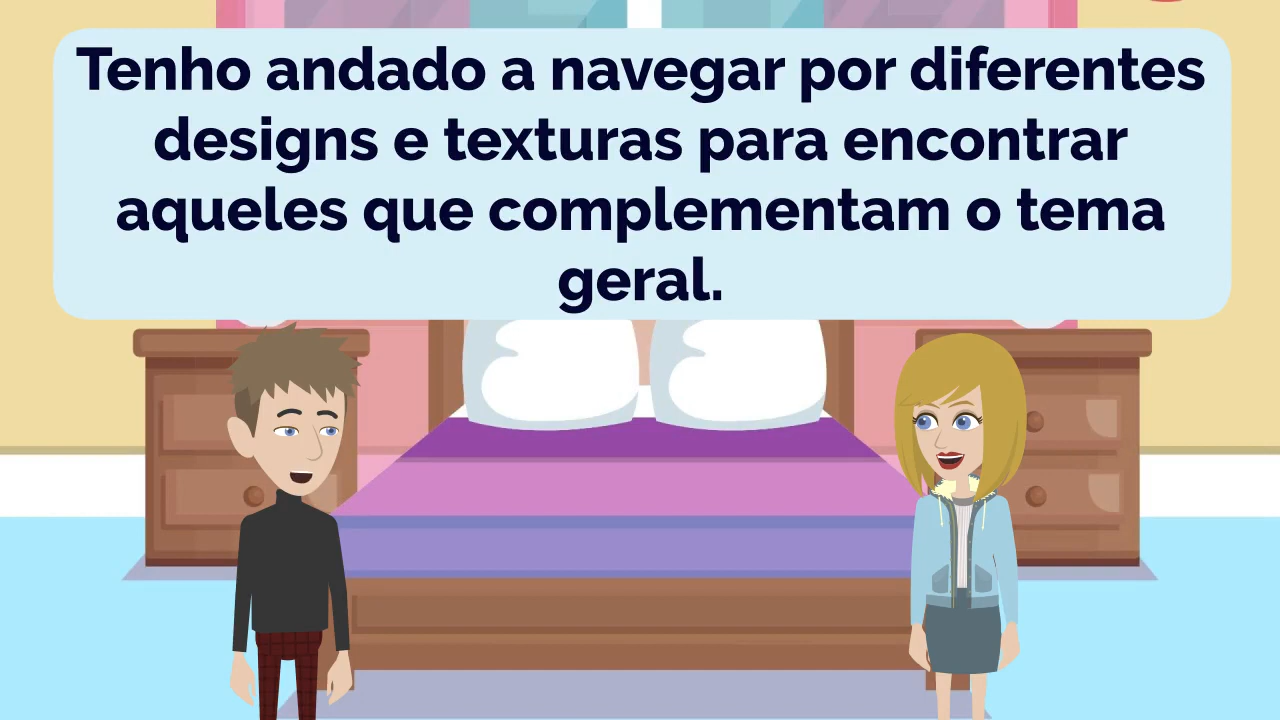 Tenho andado a navegar por diferentes
designs e texturas para encontrar
aqueles que complementam o tema
geral.